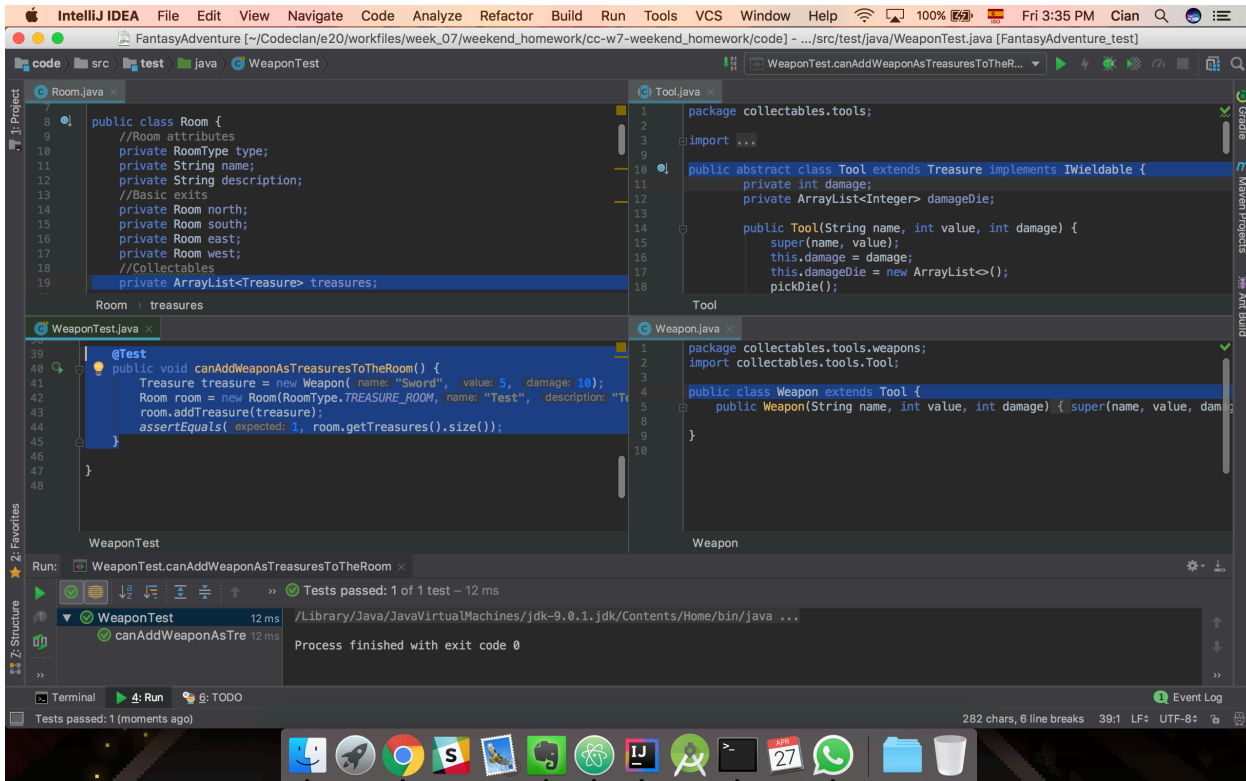 IntelliJ IDEA File Edit View Navigate Code Analyze Refactor Build Run Tools VCS Window Help 100% Fri 3:35 PM Cian
FantasyAdventure [~/Codeclan/e20/workfiles/week_07/weekend_homework/cc-w7-weekend_homework/code] - .../src/test/java/WeaponTest.java [FantasyAdventure_test]
code src test java WeaponTest WeaponTest.canAddWeaponAsTreasuresToTheR...
1: Project
Room.java
7
8 public class Room {
9 //Room attributes
10 private RoomType type;
11 private String name;
12 private String description;
13 //Basic exits
14 private Room north;
15 private Room south;
16 private Room east;
17 private Room west;
18 //Collectables
19 private ArrayList<Treasure> treasures;
Room treasures
Tool.java
1 package collectables.tools;
2
3 import ...
9
10 public abstract class Tool extends Treasure implements IWieldable {
11 private int damage;
12 private ArrayList<Integer> damageDie;
13
14 public Tool(String name, int value, int damage) {
15 super(name, value);
16 this.damage = damage;
17 this.damageDie = new ArrayList<>();
18 pickDie();
Tool
Gradle
Maven Projects
Ant Build
WeaponTest.java
39 @Test
40 public void canAddWeaponAsTreasuresToTheRoom() {
41 Treasure treasure = new Weapon( name: "Sword", value: 5, damage: 10);
42 Room room = new Room(RoomType.TREASURE_ROOM, name: "Test", description: "Te
43 room.addTreasure(treasure);
44 assertEquals( expected: 1, room.getTreasures().size());
45 }
46
47 }
48
WeaponTest
Weapon.java
1 package collectables.tools.weapons;
2 import collectables.tools.Tool;
3
4 public class Weapon extends Tool {
5 public Weapon(String name, int value, int damage) { super(name, value, damag
8
9 }
10
Weapon
2: Favorites
Z: Structure
Run: WeaponTest.canAddWeaponAsTreasuresToTheRoom
Tests passed: 1 of 1 test – 12 ms
WeaponTest 12 ms
canAddWeaponAsTre 12 ms
/Library/Java/JavaVirtualMachines/jdk-9.0.1.jdk/Contents/Home/bin/java ...
Process finished with exit code 0
Terminal 4: Run 6: TODO 1 Event Log
Tests passed: 1 (moments ago) 282 chars, 6 line breaks 39:1 LF UTF-8
S IJ >_ APR
27